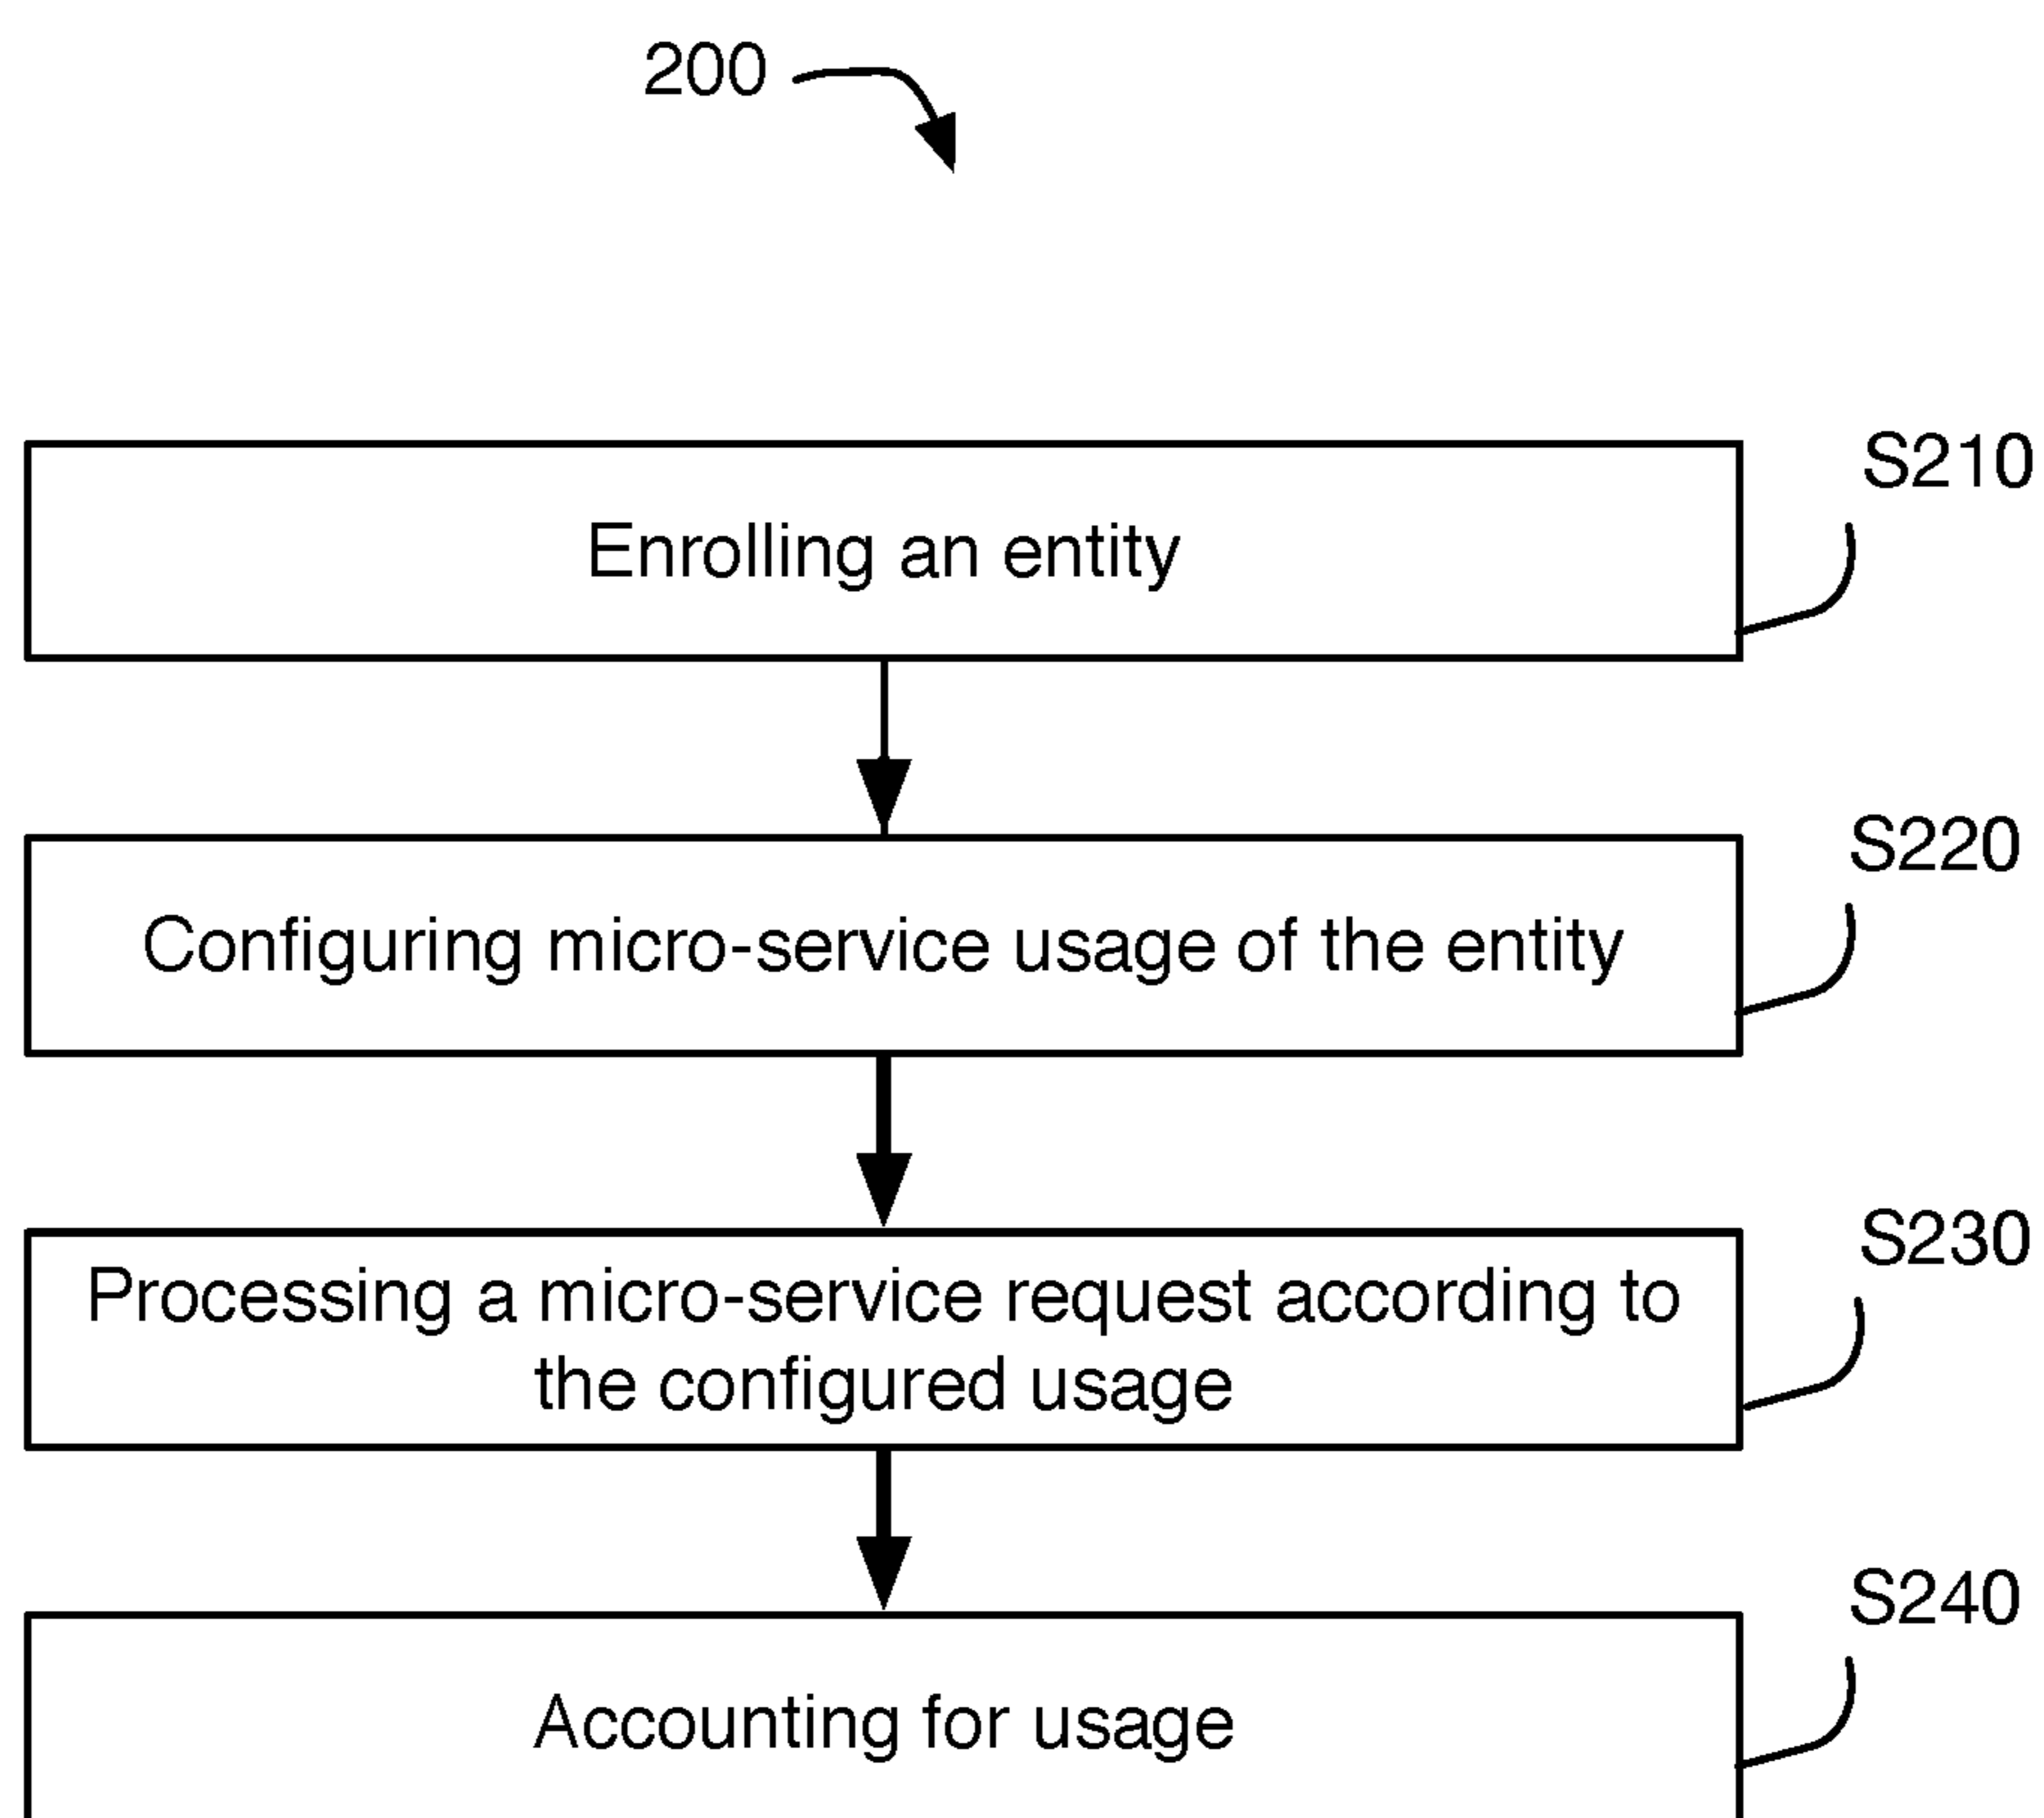 200
S210
Enrolling an entity
S220
Configuring micro-service usage of the entity
S230
Processing a micro-service request according to
the configured usage
S240
Accounting for usage